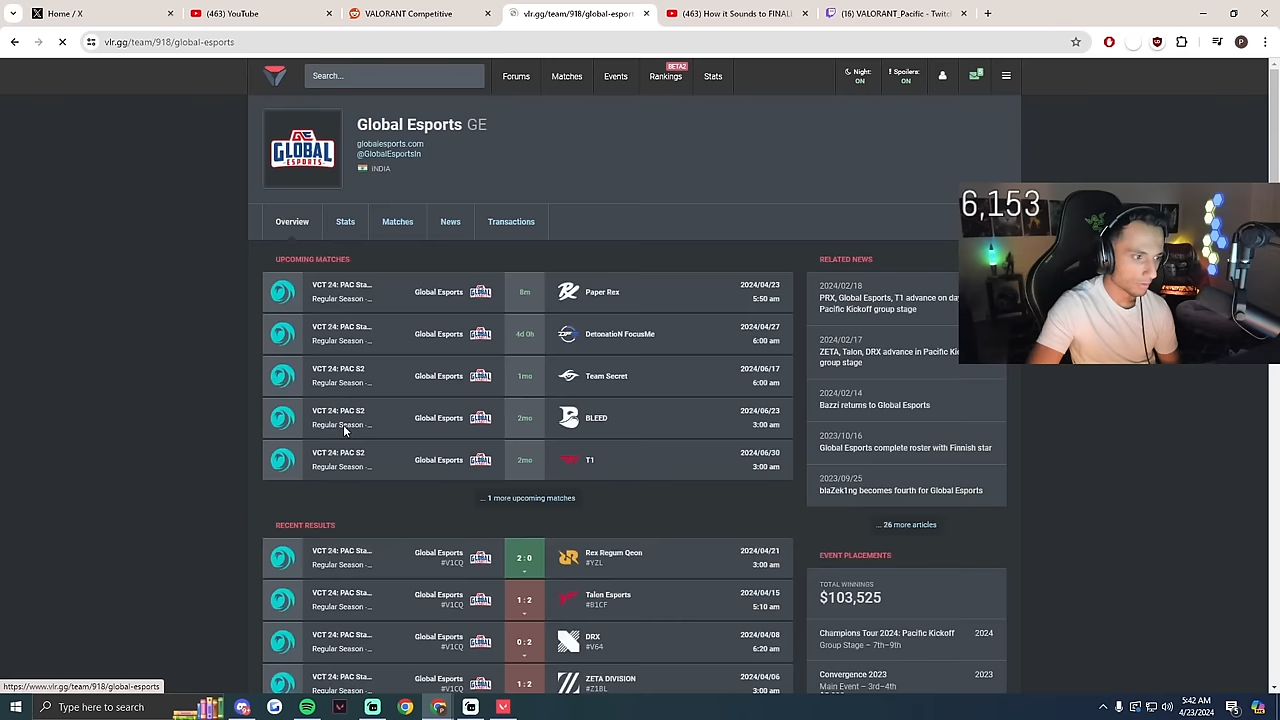 Home / X
(463) YouTube
VALORANT Competitive
vlr.gg
(463) How it Sounds to FINAL
(16) VALORANT_Pacific - Twitch
vlr.gg/team/918/global-esports
P
Search...
Forums
Matches
Events
BETA2
Rankings
Stats
Night:
ON
Spoilers:
ON
GLOBAL
ESPORTS
Global Esports GE
globalesports.com
@GlobalEsportsIn
INDIA
Overview
Stats
Matches
News
Transactions
6,153
UPCOMING MATCHES
VCT 24: PAC Sta...
Regular Season -...
Global Esports
8m
Paper Rex
2024/04/23
5:50 am
VCT 24: PAC Sta...
Regular Season -...
Global Esports
4d 0h
DetonatioN FocusMe
2024/04/27
6:00 am
VCT 24: PAC S2
Regular Season -...
Global Esports
1mo
Team Secret
2024/06/17
6:00 am
VCT 24: PAC S2
Regular Season -...
Global Esports
2mo
BLEED
2024/06/23
3:00 am
VCT 24: PAC S2
Regular Season -...
Global Esports
2mo
T1
2024/06/30
3:00 am
... 1 more upcoming matches
RECENT RESULTS
VCT 24: PAC Sta...
Regular Season -...
Global Esports
#V1CQ
2 : 0
Rex Regum Qeon
#YZL
2024/04/21
3:00 am
VCT 24: PAC Sta...
Regular Season -...
Global Esports
#V1CQ
1 : 2
Talon Esports
#B1CF
2024/04/15
5:10 am
VCT 24: PAC Sta...
Regular Season -...
Global Esports
#V1CQ
0 : 2
DRX
#V64
2024/04/08
6:20 am
VCT 24: PAC Sta...
Regular Season -...
Global Esports
#V1CQ
1 : 2
ZETA DIVISION
#Z1BL
2024/04/06
3:00 am
RELATED NEWS
2024/02/18
PRX, Global Esports, T1 advance on
Pacific Kickoff group stage
2024/02/17
ZETA, Talon, DRX advance in Pacific
group stage
2024/02/14
Bazzi returns to Global Esports
2023/10/16
Global Esports complete roster with Finnish star
2023/09/25
blaZek1ng becomes fourth for Global Esports
... 26 more articles
EVENT PLACEMENTS
TOTAL WINNINGS
$103,525
Champions Tour 2024: Pacific Kickoff
Group Stage – 7th–9th
2024
Convergence 2023
Main Event – 3rd–4th
2023
https://www.vlr.gg/team/918/global-esports
Type here to search
5:42 AM
4/23/2024